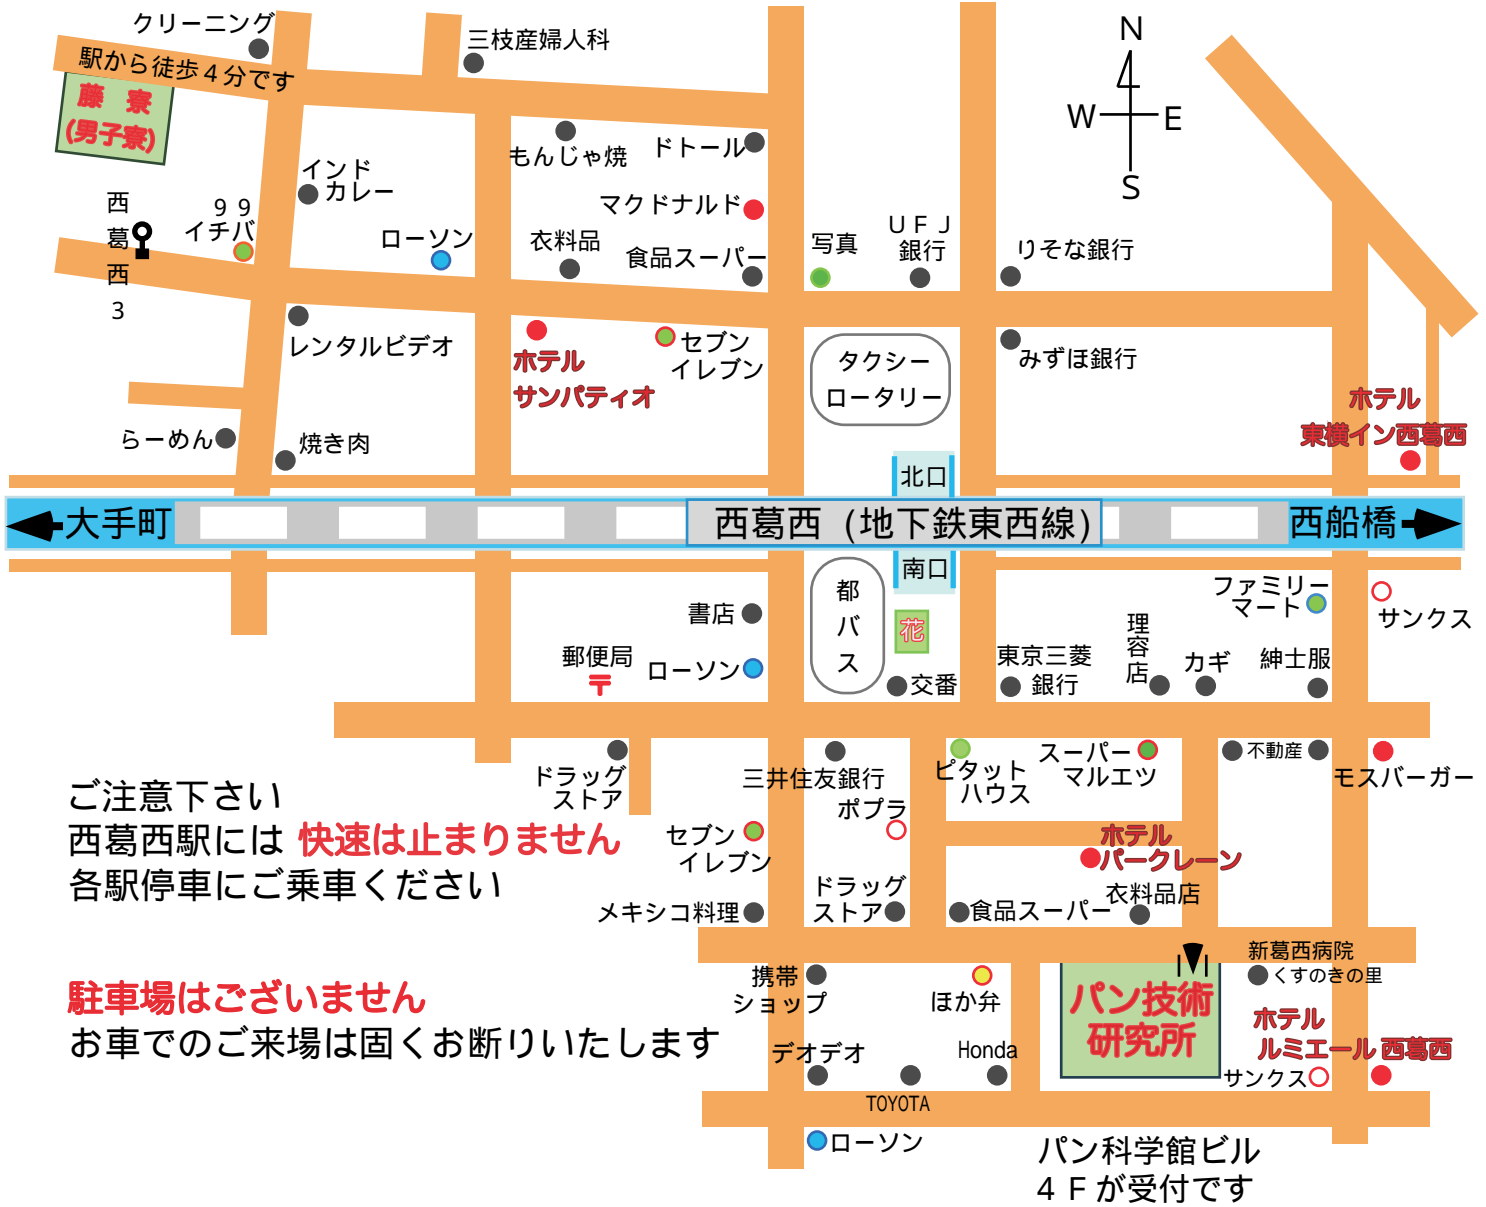 クリーニング
三枝産婦人科
N
W
E
S
駅から徒歩４分です
藤 寮
(男子寮)
インド
カレー
もんじゃ焼
ドトール
マクドナルド
西
葛
西
3
９９
イチバ
ローソン
衣料品
食品スーパー
写真
ＵＦＪ
銀行
りそな銀行
レンタルビデオ
ホテル
サンパティオ
セブン
イレブン
タクシー
ロータリー
みずほ銀行
ホテル
東横イン西葛西
らーめん
焼き肉
北口
大手町
西葛西 (地下鉄東西線)
西船橋
南口
都
バ
ス
花
書店
郵便局
〒
ローソン
交番
東京三菱
銀行
理
容
店
カギ
紳士服
ファミリー
マート
サンクス
ドラッグ
ストア
三井住友銀行
ポプラ
ピタット
ハウス
スーパー
マルエツ
不動産
モスバーガー
ご注意下さい
西葛西駅には 快速は止まりません
各駅停車にご乗車ください
セブン
イレブン
ホテル
パークレーン
メキシコ料理
ドラッグ
ストア
食品スーパー
衣料品店
駐車場はございません
お車でのご来場は固くお断りいたします
携帯
ショップ
ほか弁
パン技術
研究所
新葛西病院
くすのきの里
ホテル
ルミエール 西葛西
サンクス
デオデオ
Honda
TOYOTA
ローソン
パン科学館ビル
４Ｆが受付です